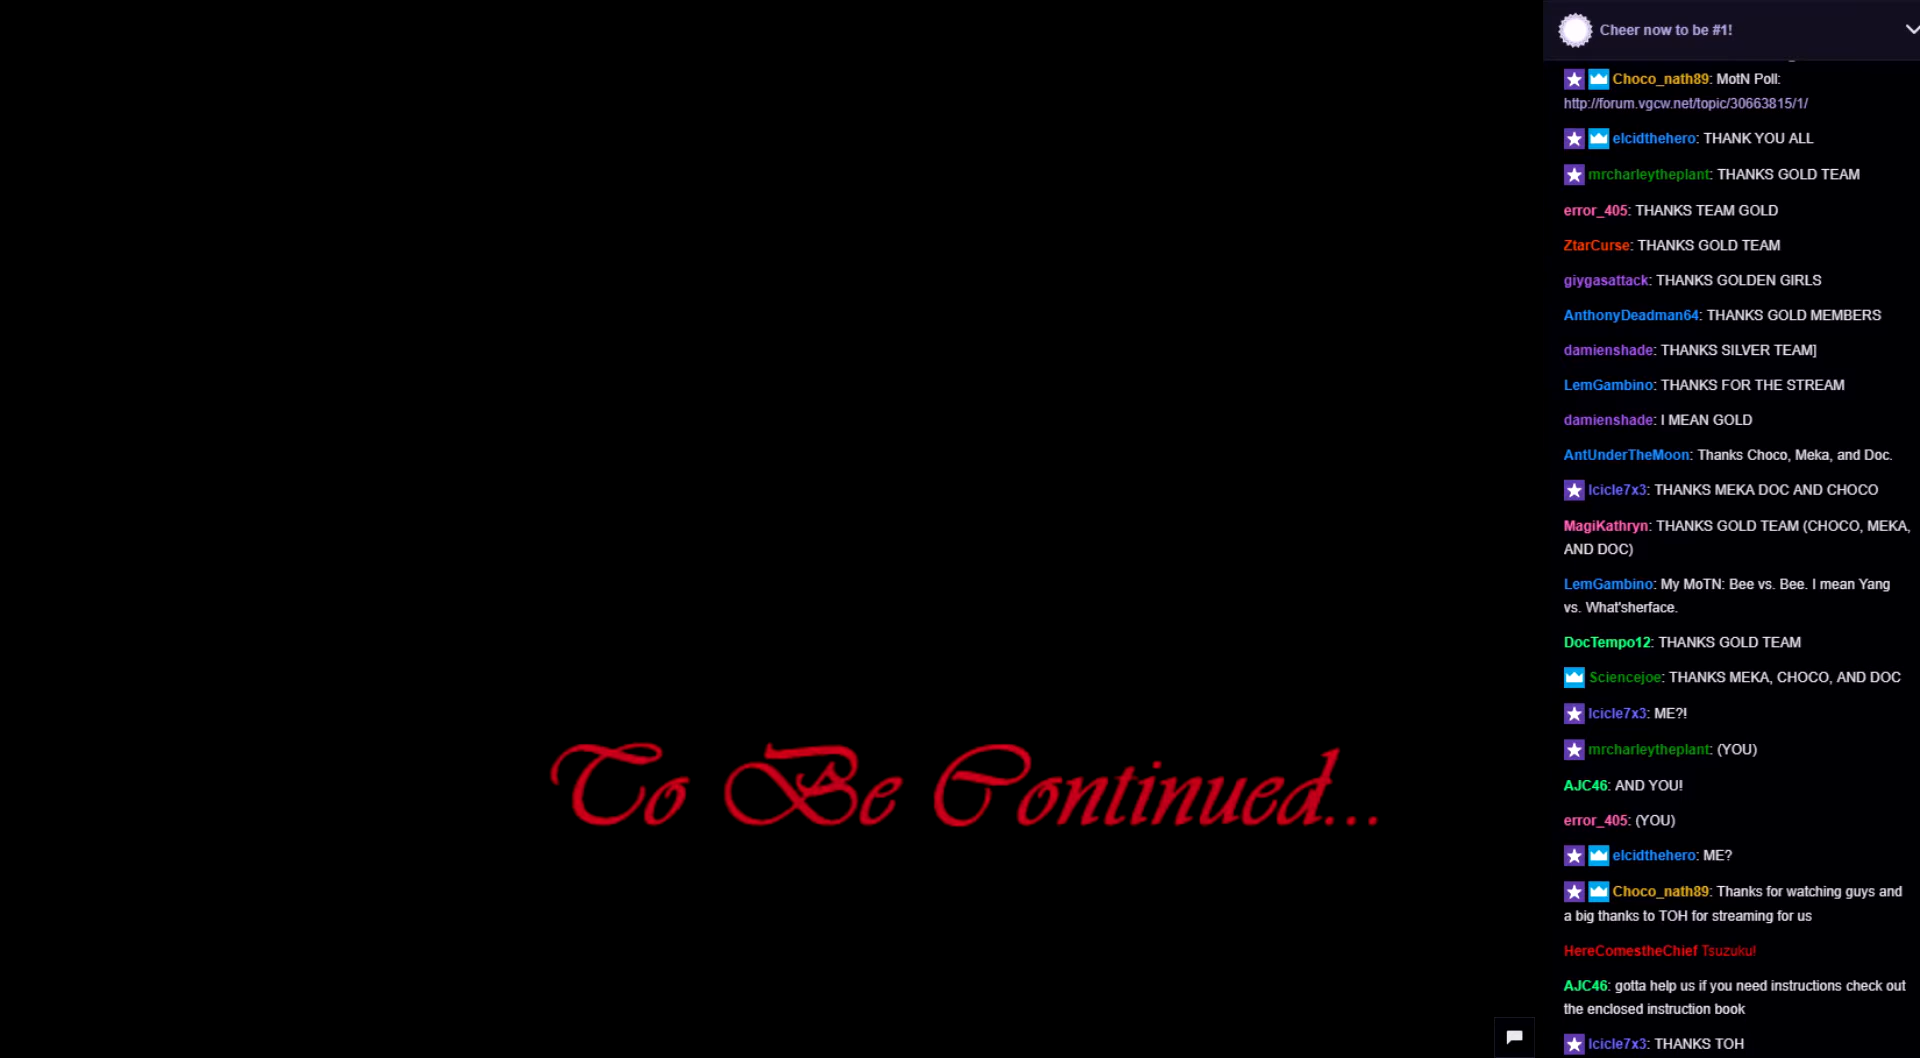 Cheer now to be #1!
Choco_nath89: MotN Poll:
http://forum.vgcw.net/topic/30663815/1/
elcidthehero: THANK YOU ALL
mrcharleytheplant: THANKS GOLD TEAM
error_405: THANKS TEAM GOLD
ZtarCurse: THANKS GOLD TEAM
giygasattack: THANKS GOLDEN GIRLS
AnthonyDeadman64: THANKS GOLD MEMBERS
damienshade: THANKS SILVER TEAM]
LemGambino: THANKS FOR THE STREAM
damienshade: I MEAN GOLD
AntUnderTheMoon: Thanks Choco, Meka, and Doc.
Icicle7x3: THANKS MEKA DOC AND CHOCO
MagiKathryn: THANKS GOLD TEAM (CHOCO, MEKA,
AND DOC)
LemGambino: My MoTN: Bee vs. Bee. I mean Yang
vs. What'sherface.
DocTempo12: THANKS GOLD TEAM
Sciencejoe: THANKS MEKA, CHOCO, AND DOC
Icicle7x3: ME?!
mrcharleytheplant: (YOU)
AJC46: AND YOU!
error_405: (YOU)
elcidthehero: ME?
Choco_nath89: Thanks for watching guys and
a big thanks to TOH for streaming for us
HereComestheChief Tsuzuku!
AJC46: gotta help us if you need instructions check out
the enclosed instruction book
Icicle7x3: THANKS TOH
To Be Continued...